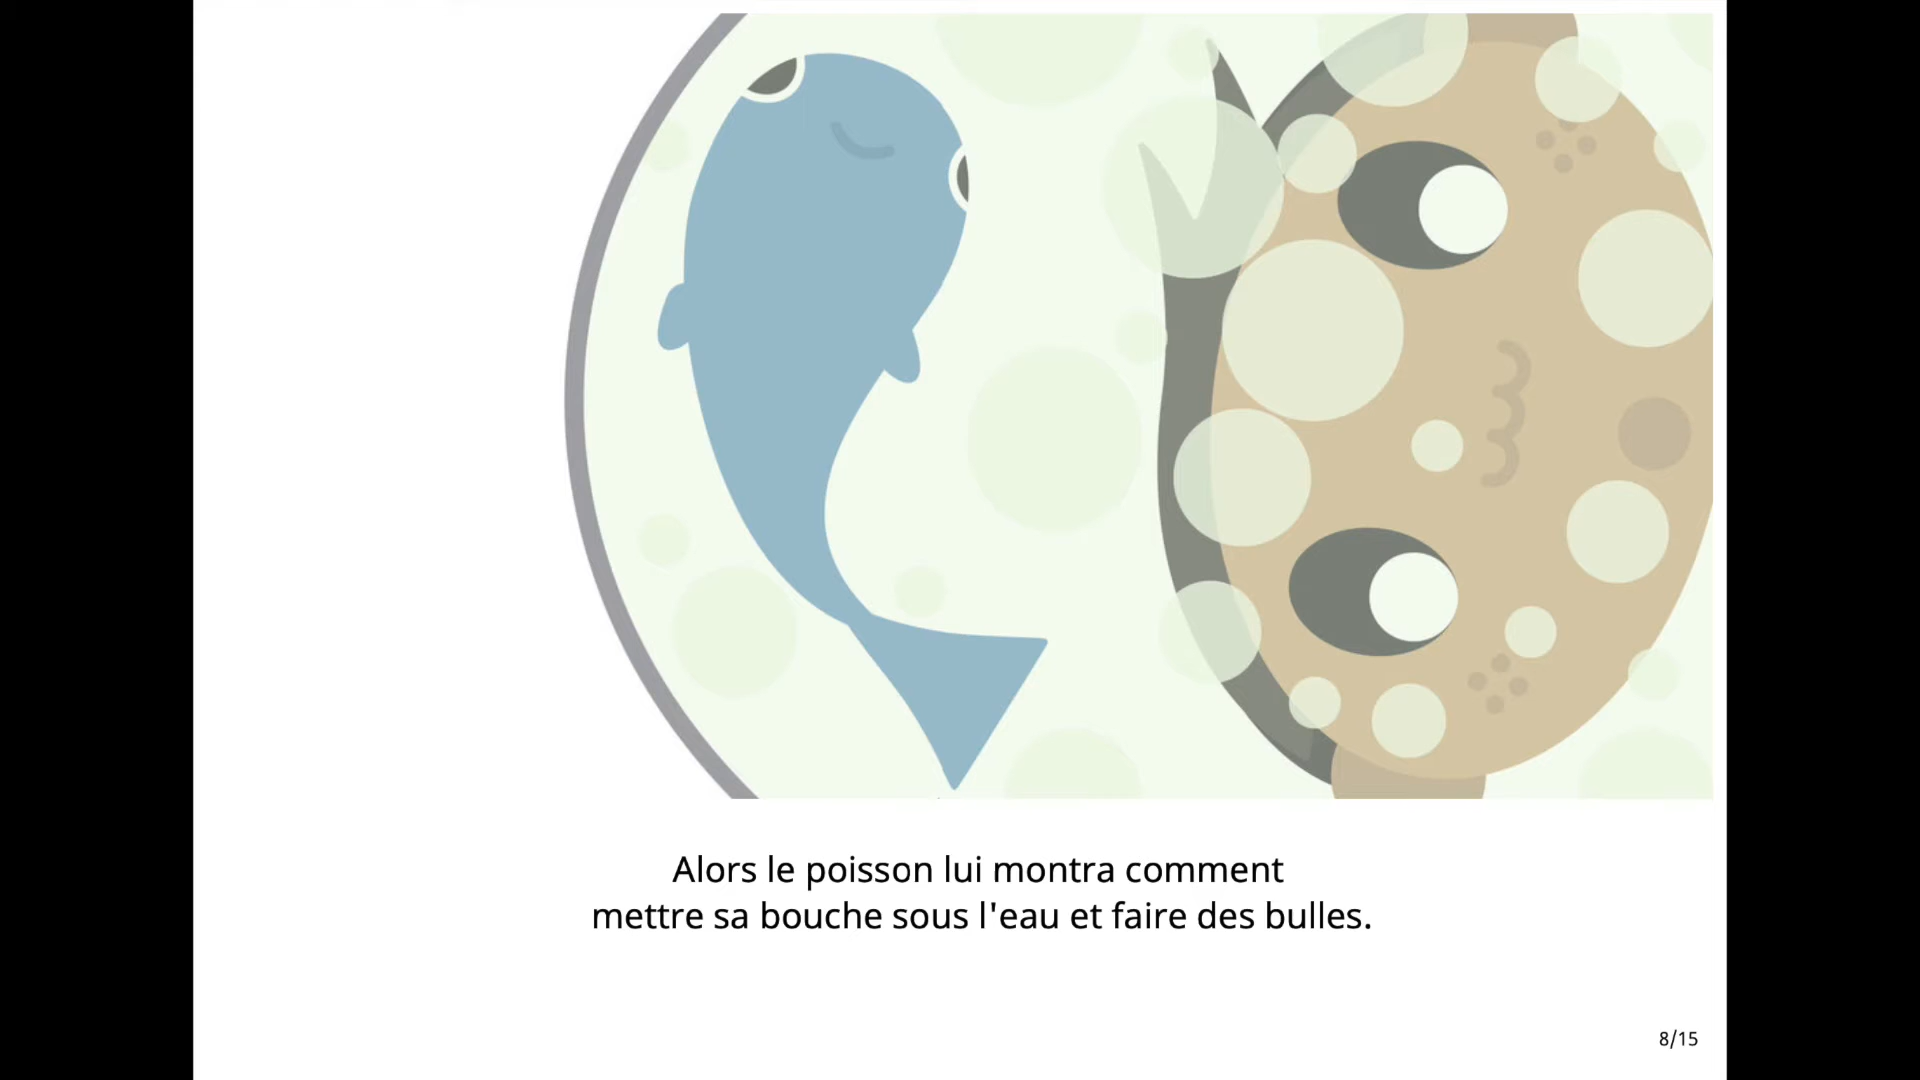 Alors le poisson lui montra comment
mettre sa bouche sous l'eau et faire des bulles.
8/15